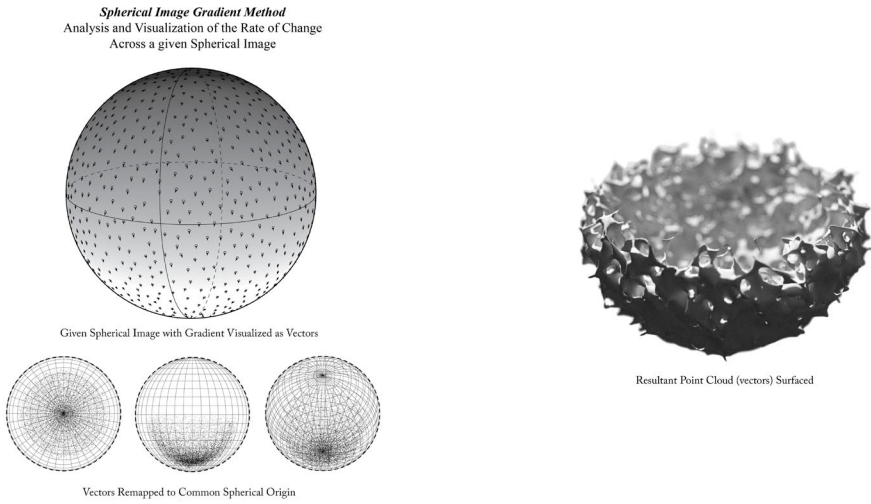 Spherical Image Gradient Method
Analysis and Visualization of the Rate of Change
Across a given Spherical Image
Given Spherical Image with Gradient Visualized as Vectors
Vectors Remapped to Common Spherical Origin
Resultant Point Cloud (vectors) Surfaced